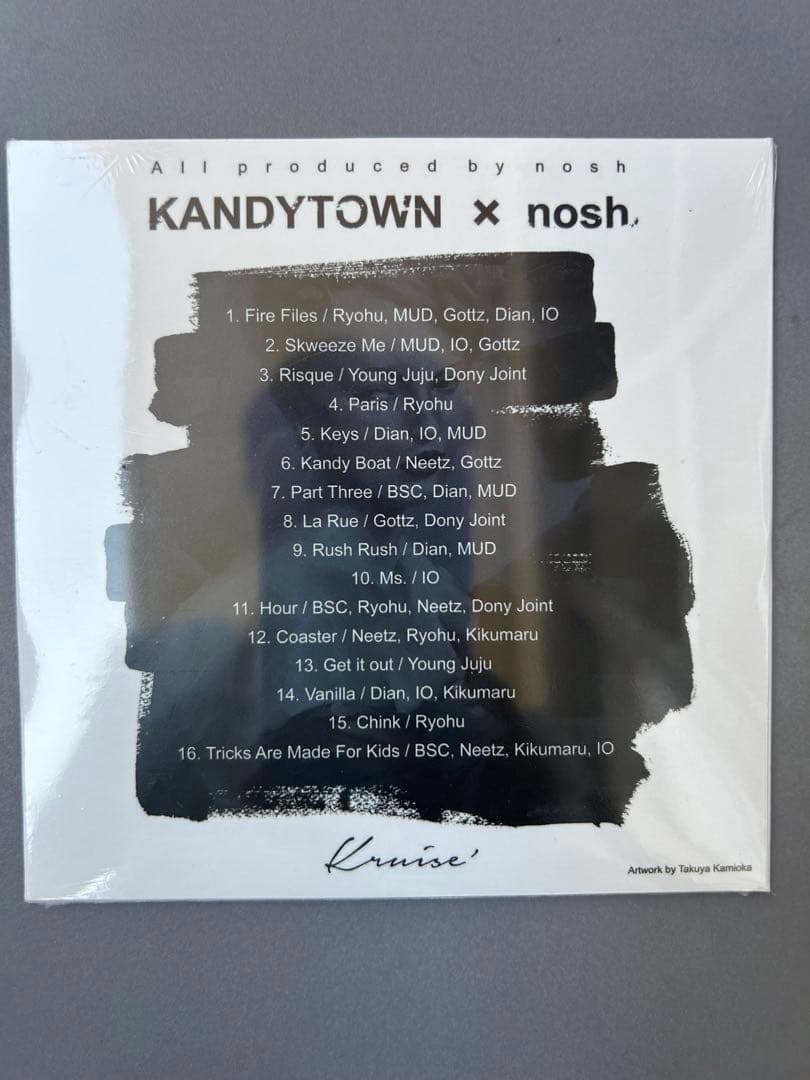 All produced by nosh
KANDYTOWN × nosh.
1. Fire Files / Ryohu, MUD, Gottz, Dian, IO
2. Skweeze Me / MUD, IO, Gottz
3. Risque / Young Juju, Dony Joint
4. Paris / Ryohu
5. Keys / Dian, IO, MUD
6. Kandy Boat / Neetz, Gottz
7. Part Three / BSC, Dian, MUD
8. La Rue / Gottz, Dony Joint
9. Rush Rush / Dian, MUD
10. Ms. / IO
11. Hour / BSC, Ryohu, Neetz, Dony Joint
12. Coaster / Neetz, Ryohu, Kikumaru
13. Get it out / Young Juju
14. Vanilla / Dian, IO, Kikumaru
15. Chink / Ryohu
16. Tricks Are Made For Kids / BSC, Neetz, Kikumaru, IO
Kruise'
Artwork by Takuya Kamioka